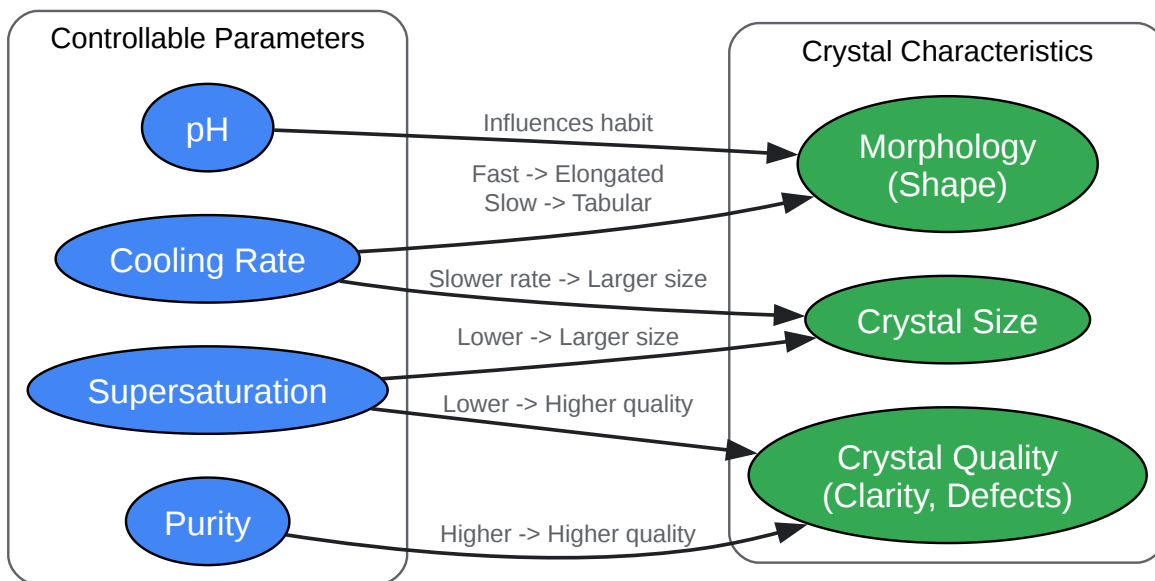 Controllable Parameters
Crystal Characteristics
pH
Influences habit
Morphology
(Shape)
Fast -> Elongated
Slow -> Tabular
Cooling Rate
Slower rate -> Larger size
Crystal Size
Lower -> Larger size
Supersaturation
Lower -> Higher quality
Crystal Quality
(Clarity, Defects)
Purity
Higher -> Higher quality